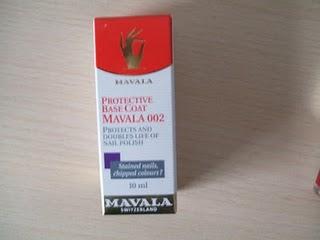 MAVALA
PROTECTIVE
BASE COAT
MAVALA 002
PROTECTS AND
DOUBLES LIFE OF
NAIL POLISH
Stained nails,
chipped colours?
10 ml
MAVALA
SWITZERLAND